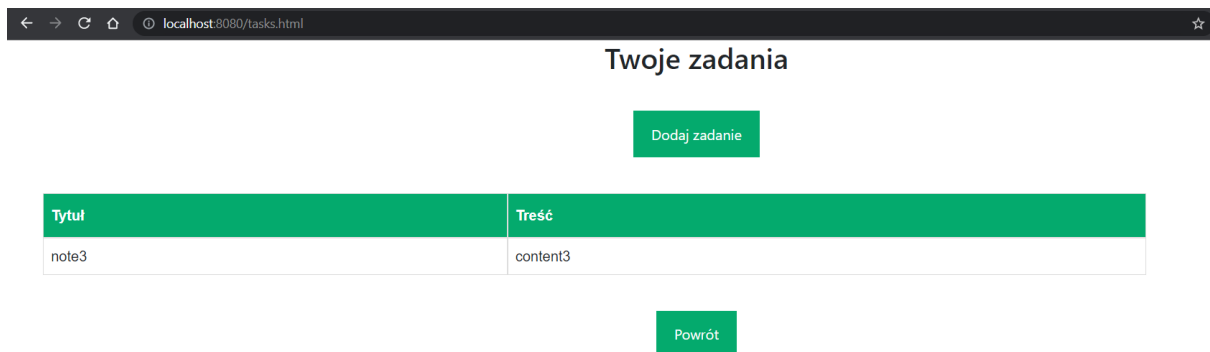 localhost:8080/tasks.html
Twoje zadania
Dodaj zadanie
Tytuł Treść
note3 content3
Powrót